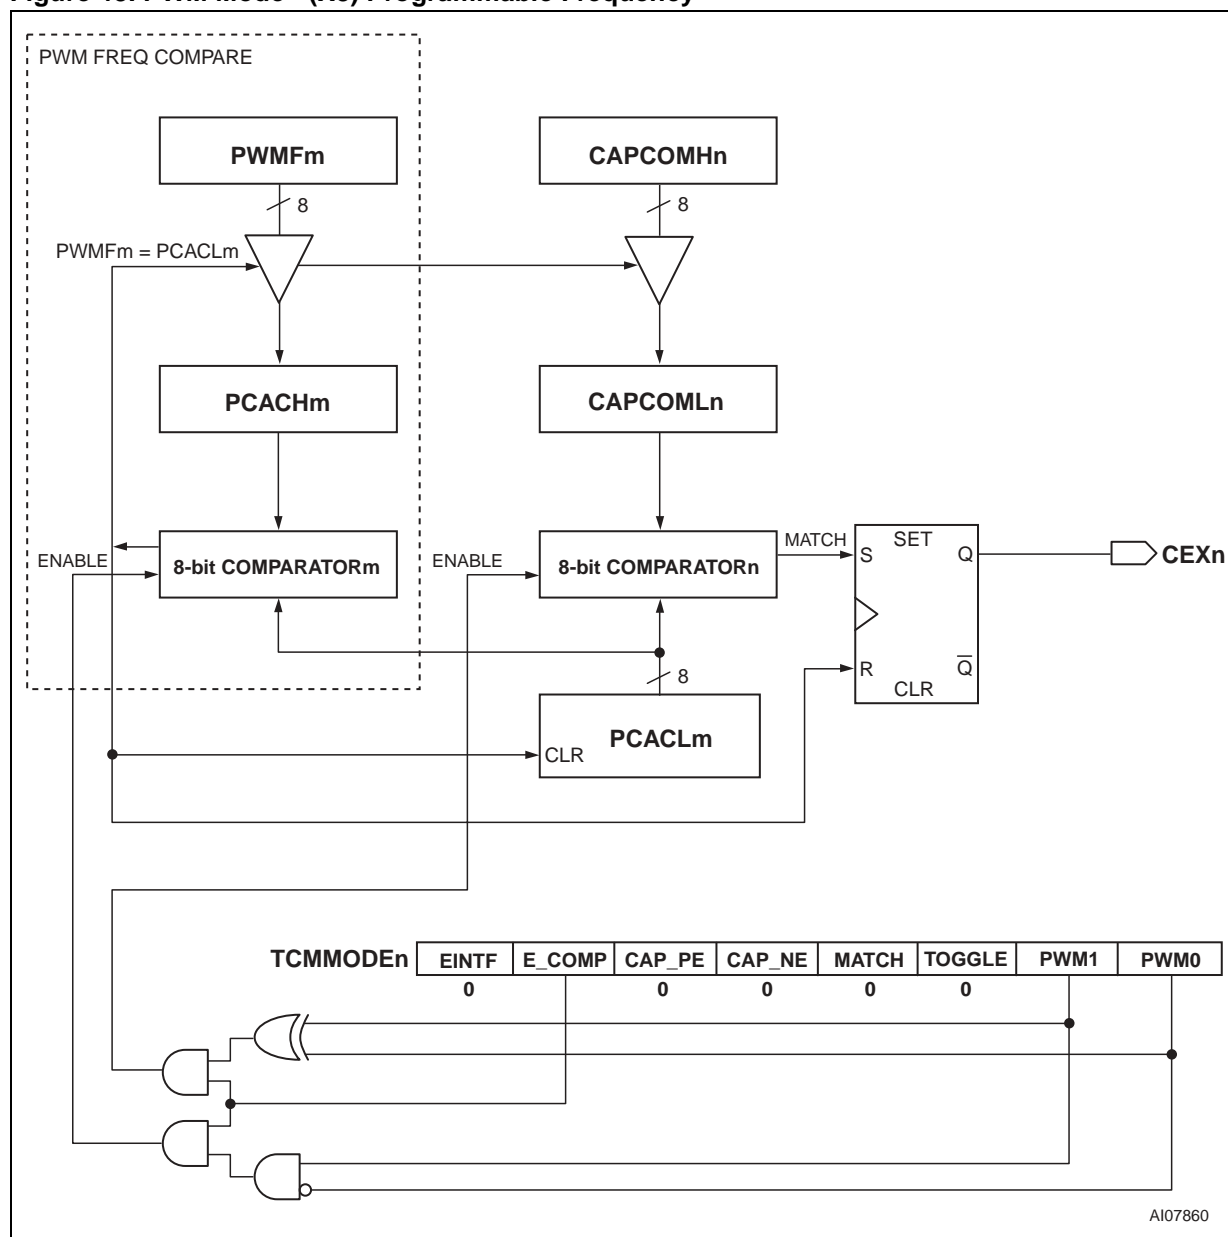 Figure PWM Mode - Programmable Frequency
PWM FREQ COMPARE
PWMFm
CAPCOMHn
8
8
PWMFm = PCACLm
PCACHm
CAPCOMLn
ENABLE
8-bit COMPARATORm
ENABLE
8-bit COMPARATORn
MATCH
SET
S
Q
CEXn
R
Q̅
CLR
8
PCACLm
CLR
TCMMODEn
EINTF E_COMP CAP_PE CAP_NE MATCH TOGGLE PWM1 PWM0
0 0 0 0 0
AI07860